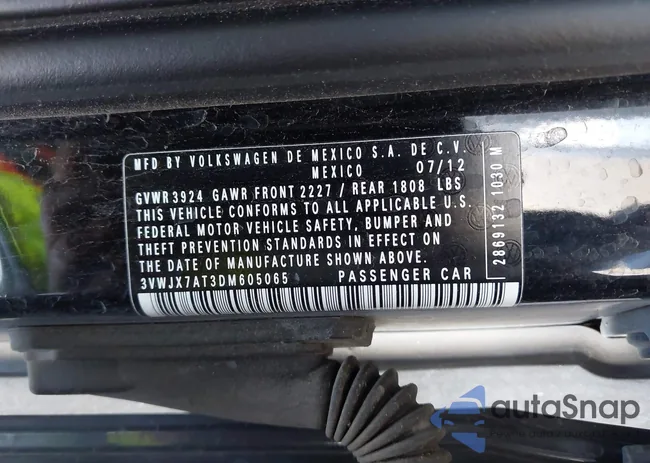 MFD BY VOLKSWAGEN DE MEXICO S.A. DE C.V.
MEXICO 07/12
GVWR 3924 GAWR FRONT 2227 / REAR 1808 LBS
THIS VEHICLE CONFORMS TO ALL APPLICABLE U.S.
FEDERAL MOTOR VEHICLE SAFETY, BUMPER AND
THEFT PREVENTION STANDARDS IN EFFECT ON
THE DATE OF MANUFACTURE SHOWN ABOVE.
3VWJX7AT3DM605065 PASSENGER CAR
2869132 1030 M
autoSnap